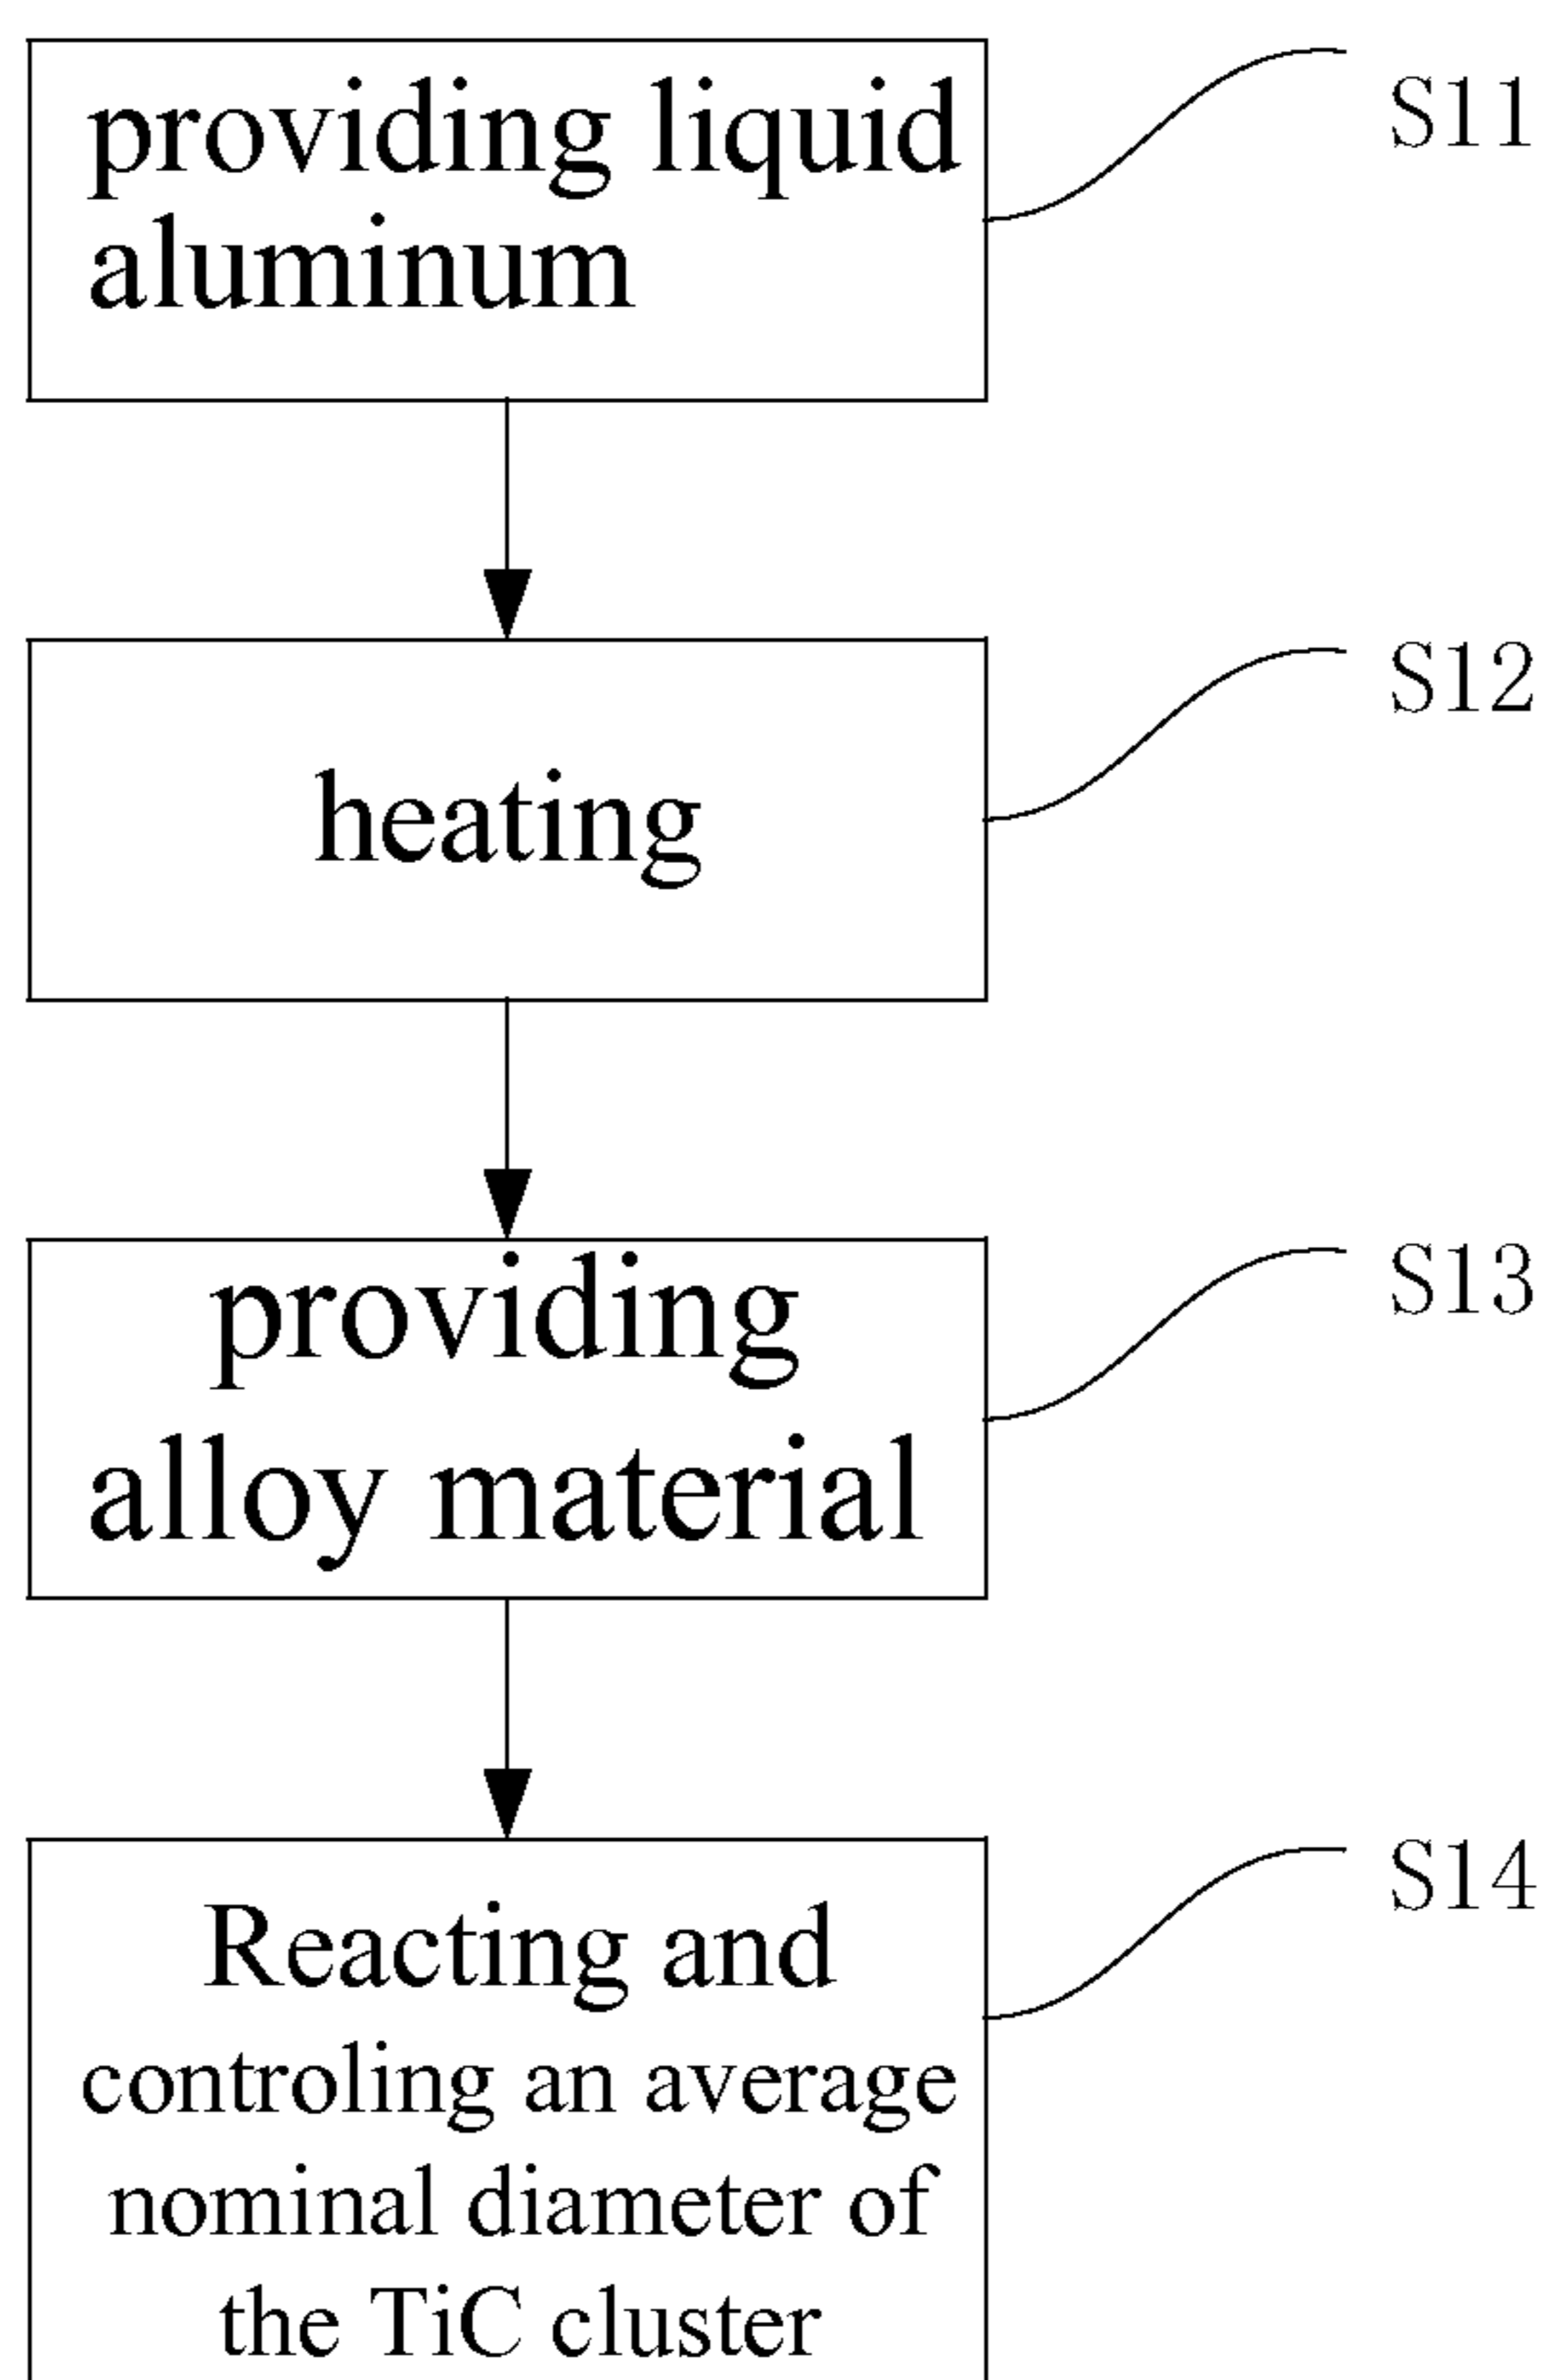 providing liquid
aluminum
S11
heating
S12
providing
alloy material
S13
Reacting and
controling an average
nominal diameter of
the TiC cluster
S14